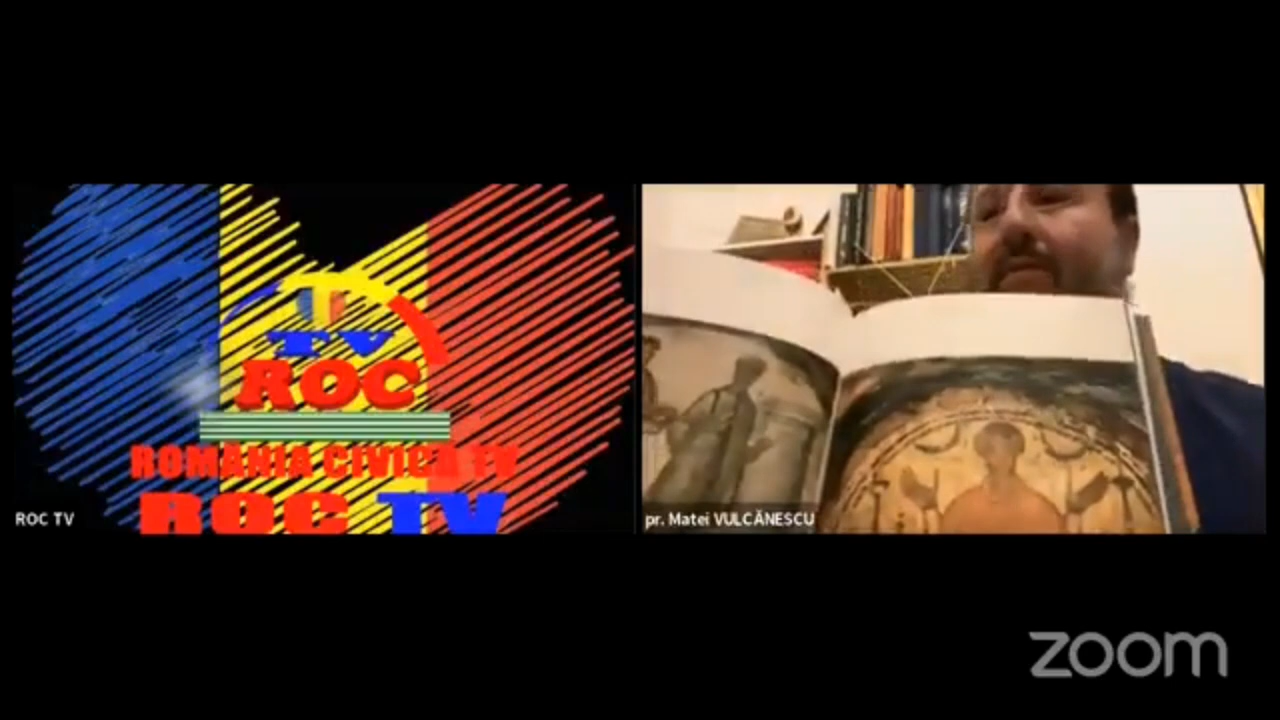 TV
ROC
ROMANIA CIVICA TV
ROC TV
ROC TV
pr. Matei VULCĂNESCU
zoom